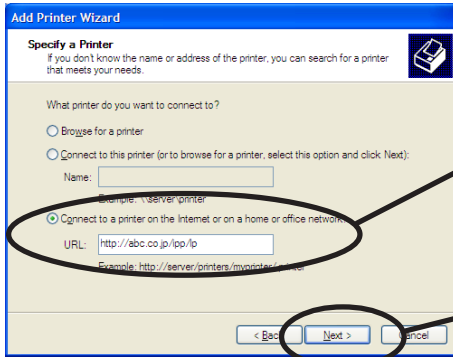 Add Printer Wizard
Specify a Printer
If you don't know the name or address of the printer, you can search for a printer
that meets your needs.
What printer do you want to connect to?
Browse for a printer
Connect to this printer (or to browse for a printer, select this option and click Next):
Name:
Example: \\server\printer
Connect to a printer on the Internet or on a home or office network:
URL: http://abc.co.jp/ipp/lp
Example: http://server/printers/myprinter/.printer
< Back Next > Cancel